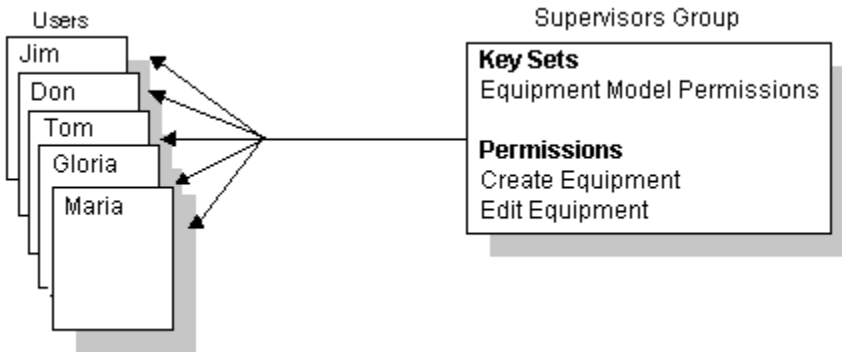 Users
Jim
Don
Tom
Gloria
Maria
Supervisors Group
Key Sets
Equipment Model Permissions
Permissions
Create Equipment
Edit Equipment